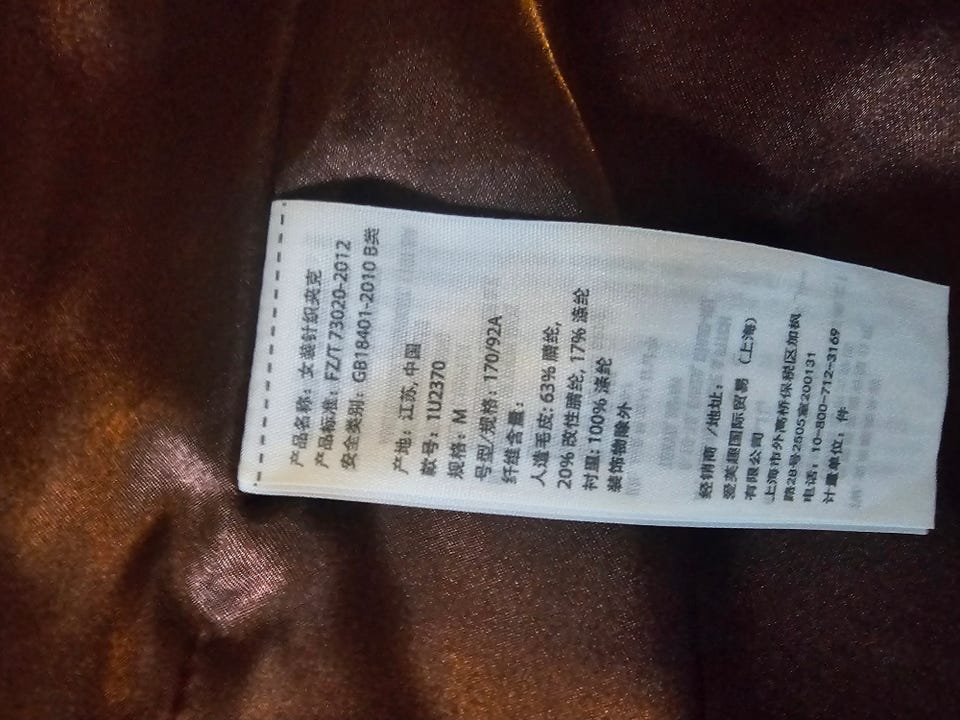 产品名称：女装针织夹克
产品标准：FZ/T 73020-2012
安全类别：GB18401-2010 B类
产地：江苏, 中国
款号：1U2370
规格：M
号型/规格：170/92A
纤维含量：
人造毛皮: 63% 腈纶,
20% 改性腈纶, 17% 涤纶
衬里: 100% 涤纶
装饰物除外
经销商 /地址：
爱芙趣国际贸易 （上海）
有限公司
上海市外高桥保税区加枫
路28号2505室200131
电话：10-800-712-3169
计量单位：件